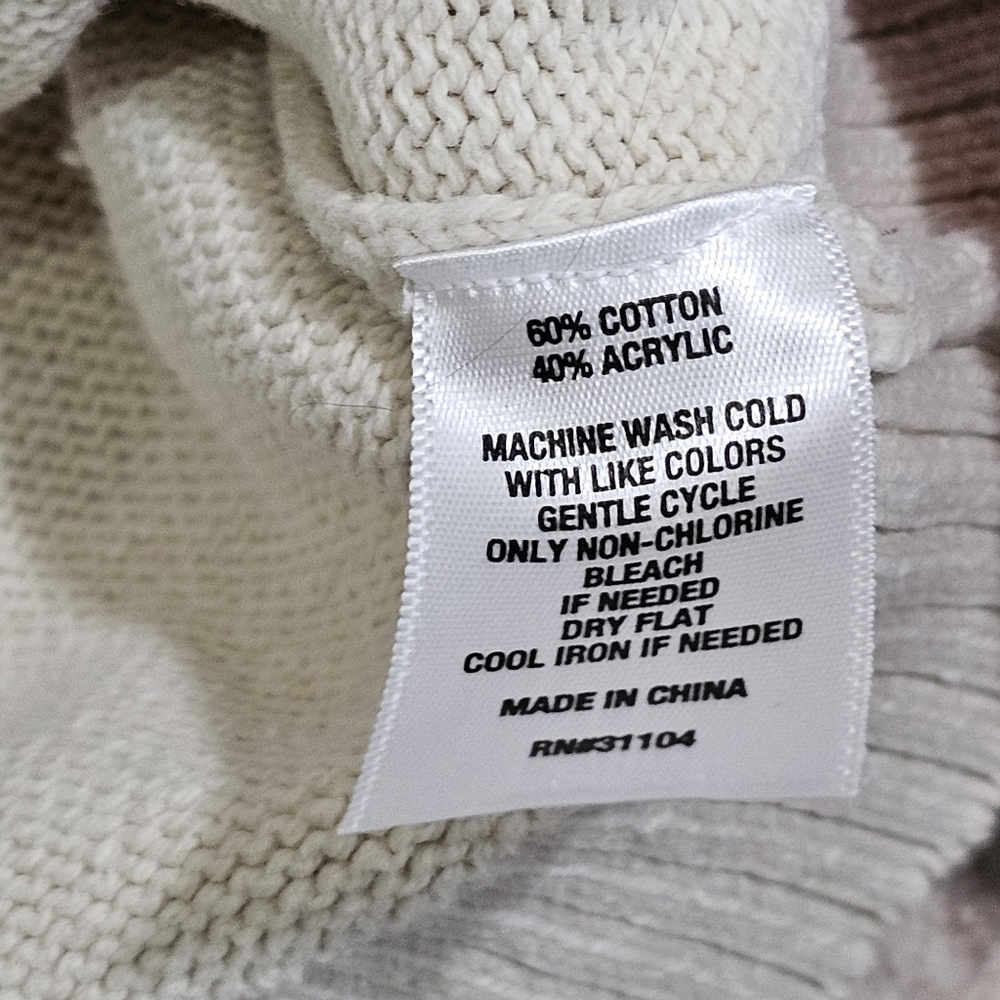 60% COTTON
40% ACRYLIC
MACHINE WASH COLD
WITH LIKE COLORS
GENTLE CYCLE
ONLY NON-CHLORINE
BLEACH
IF NEEDED
DRY FLAT
COOL IRON IF NEEDED
MADE IN CHINA
RN#31104